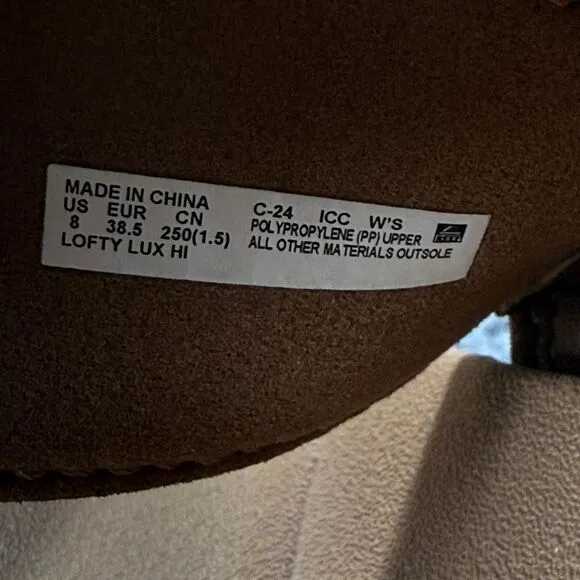 MADE IN CHINA
US EUR CN
8 38.5 250(1.5)
LOFTY LUX HI
C-24 ICC W'S
POLYPROPYLENE (PP) UPPER
ALL OTHER MATERIALS OUTSOLE